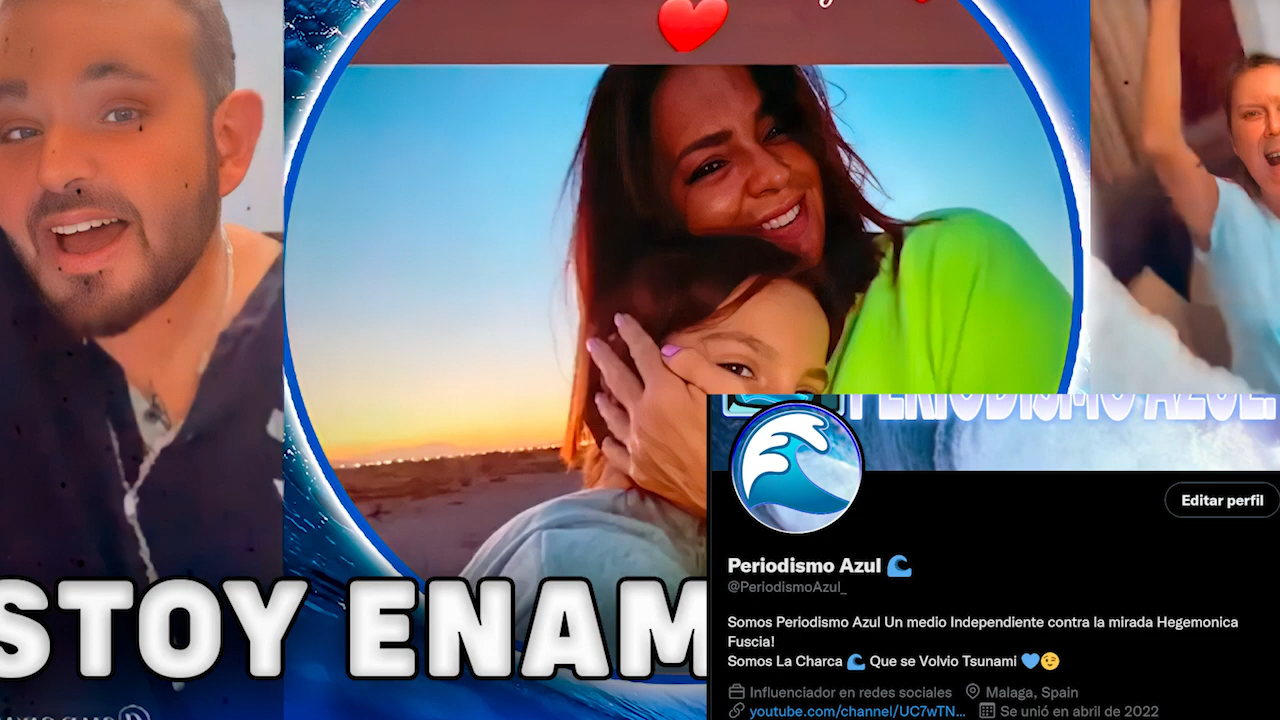 STOY ENAM
PERIODISMO AZUL.
Editar perfil
Periodismo Azul 🌊
@PeriodismoAzul_
Somos Periodismo Azul Un medio Independiente contra la mirada Hegemonica
Fuscia!
Somos La Charca 🌊 Que se Volvio Tsunami 💙😉
Influenciador en redes sociales Malaga, Spain
youtube.com/channel/UC7wTN... Se unió en abril de 2022